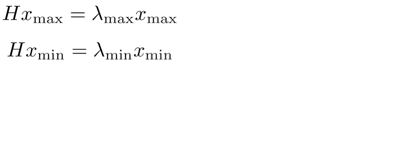 Hx_max = λ_max x_max
Hx_min = λ_min x_min